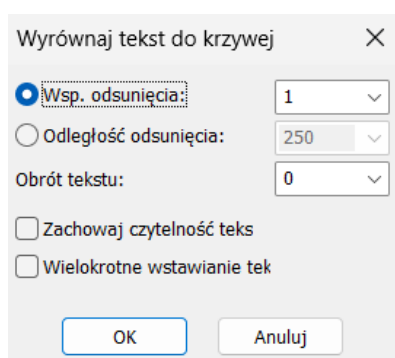 Wyrównaj tekst do krzywej
Wsp. odsunięcia: 1
Odległość odsunięcia: 250
Obrót tekstu: 0
Zachowaj czytelność teks
Wielokrotne wstawianie tek
OK Anuluj